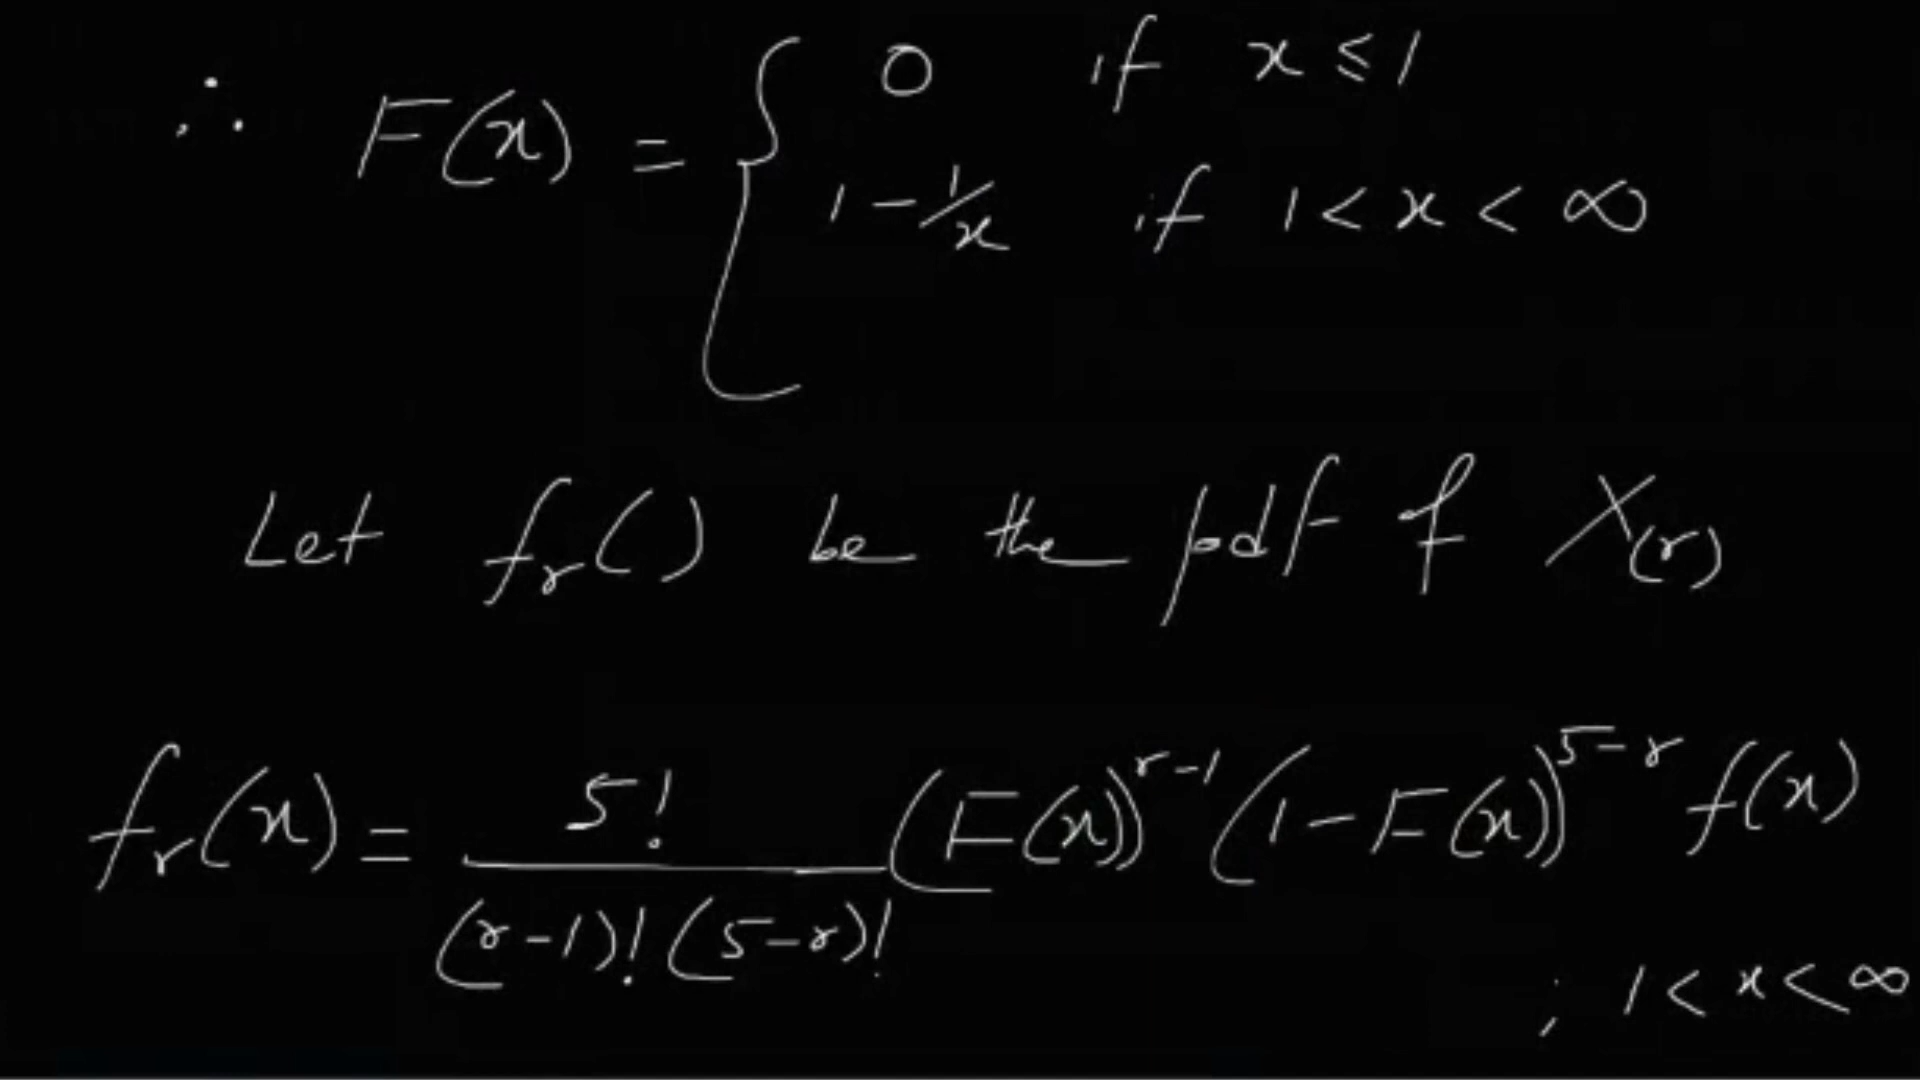 ∴ F(x) = { 0 if x ≤ 1
1 - 1/x if 1 < x < ∞
Let f_r( ) be the pdf of X_(r)
f_r(x) = 5! / (r-1)! (5-r)! (F(x))^(r-1) (1 - F(x))^(5-r) f(x)
; 1 < x < ∞